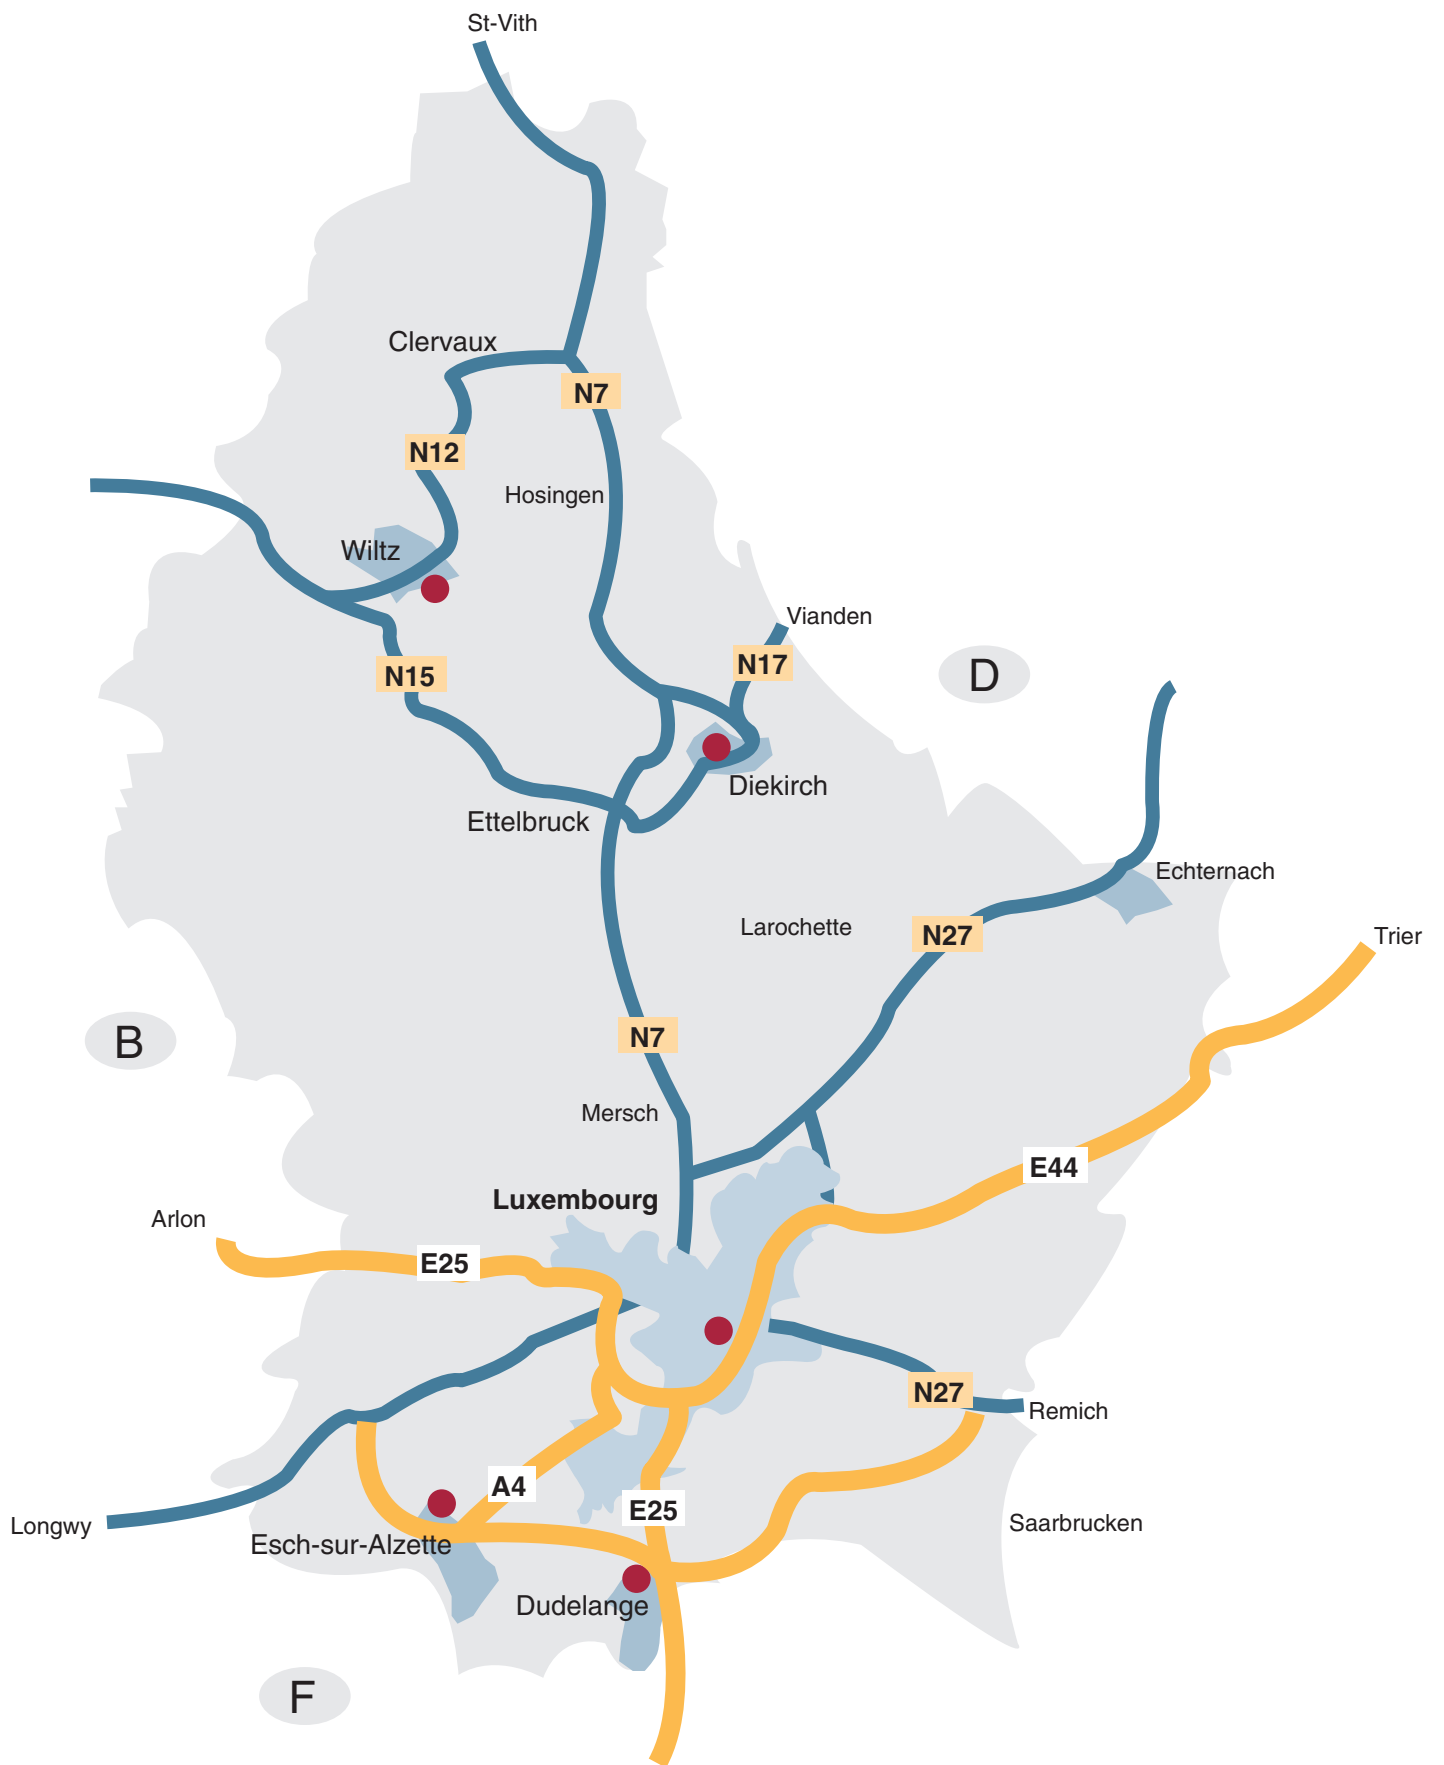 St-Vith
Clervaux
N7
N12
Hosingen
Wiltz
Vianden
N17
N15
D
Diekirch
Ettelbruck
Echternach
Larochette
N27
Trier
N7
B
Mersch
E44
Luxembourg
Arlon
E25
N27
Remich
A4
E25
Longwy
Saarbrucken
Esch-sur-Alzette
Dudelange
F